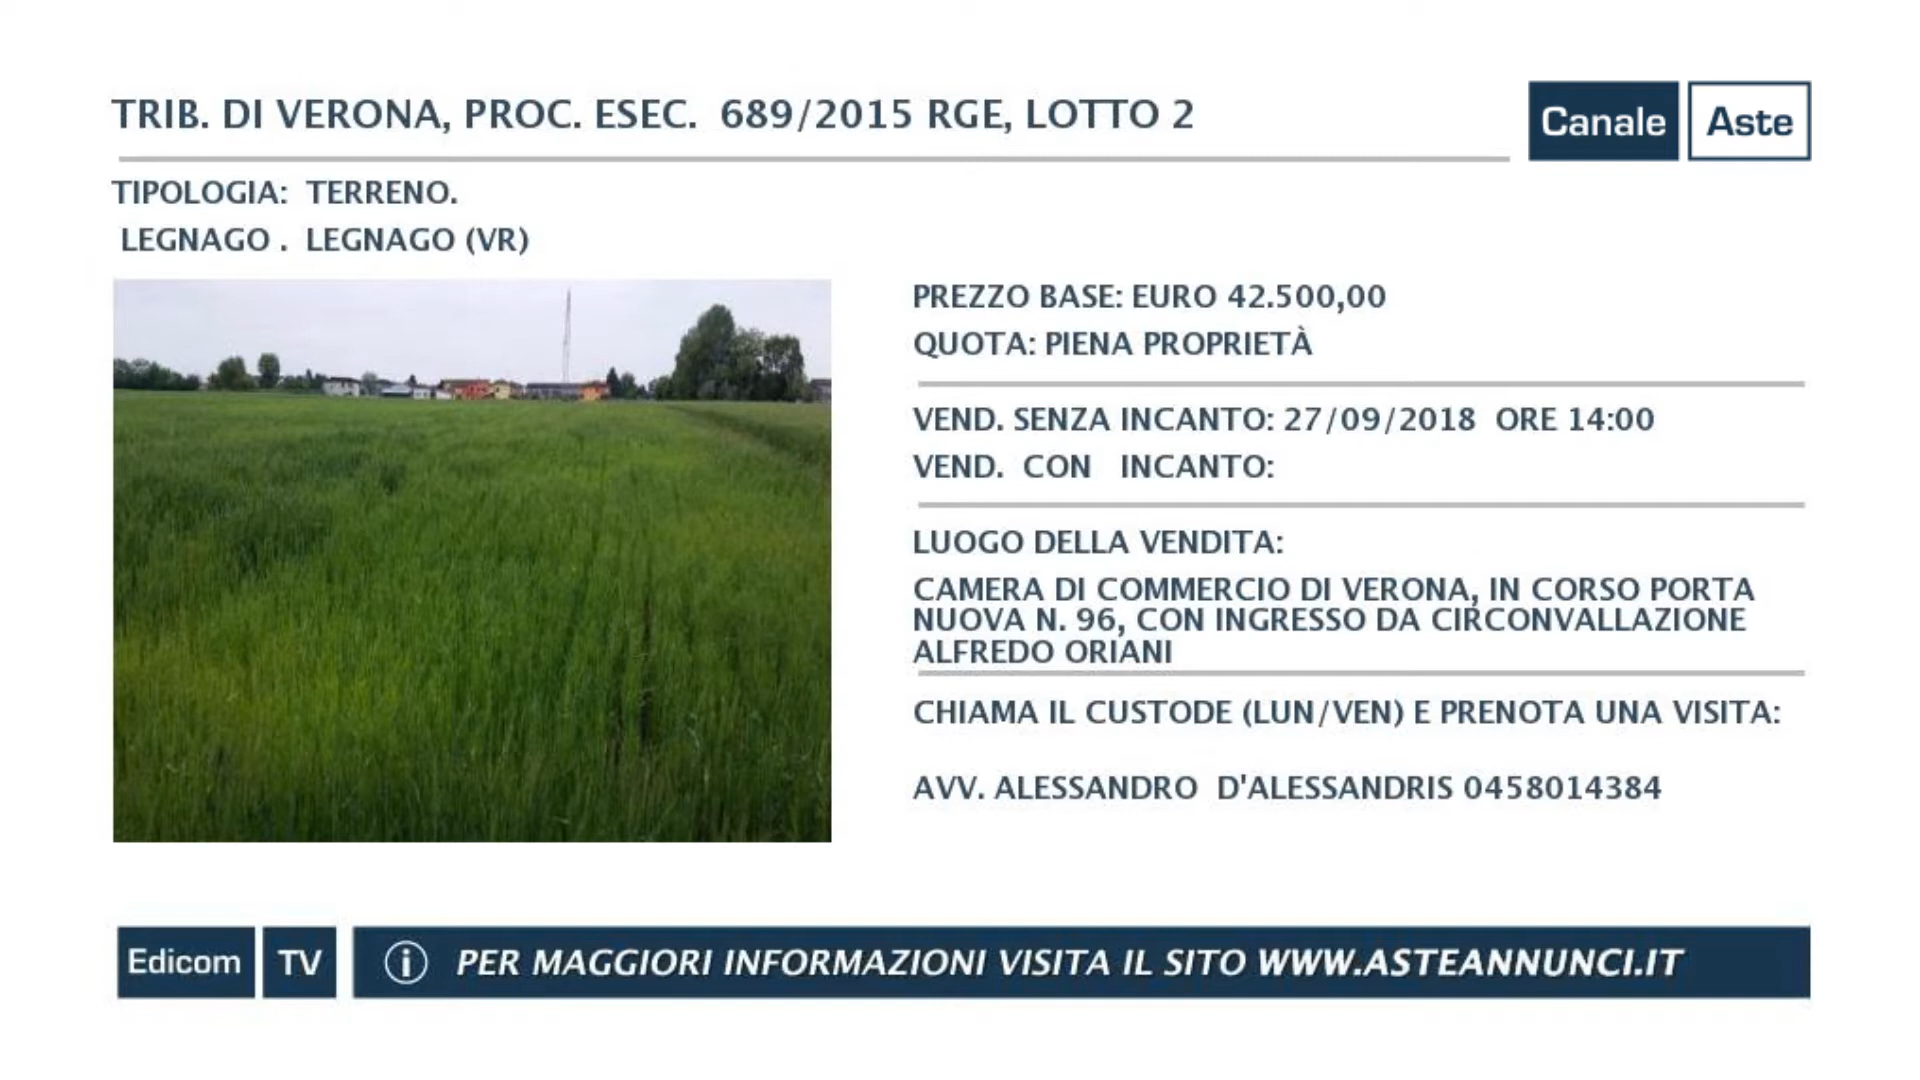 TRIB. DI VERONA, PROC. ESEC. 689/2015 RGE, LOTTO 2
Canale Aste
TIPOLOGIA: TERRENO.
LEGNAGO . LEGNAGO (VR)
PREZZO BASE: EURO 42.500,00
QUOTA: PIENA PROPRIETÀ
VEND. SENZA INCANTO: 27/09/2018 ORE 14:00
VEND. CON INCANTO:
LUOGO DELLA VENDITA:
CAMERA DI COMMERCIO DI VERONA, IN CORSO PORTA
NUOVA N. 96, CON INGRESSO DA CIRCONVALLAZIONE
ALFREDO ORIANI
CHIAMA IL CUSTODE (LUN/VEN) E PRENOTA UNA VISITA:
AVV. ALESSANDRO D'ALESSANDRIS 0458014384
Edicom TV
PER MAGGIORI INFORMAZIONI VISITA IL SITO WWW.ASTEANNUNCI.IT